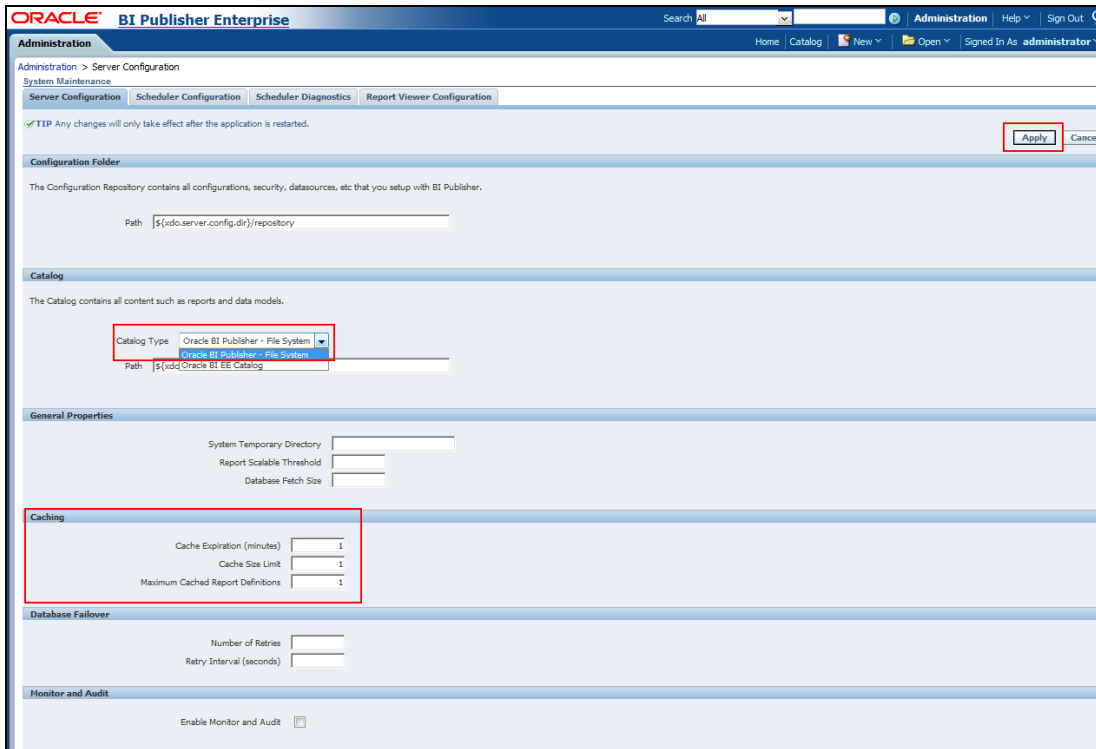 ORACLE BI Publisher Enterprise Search All Administration Help Sign Out
Administration Home Catalog New Open Signed In As administrator
Administration > Server Configuration
System Maintenance
Server Configuration Scheduler Configuration Scheduler Diagnostics Report Viewer Configuration
TIP Any changes will only take effect after the application is restarted.
Apply Cance
Configuration Folder
The Configuration Repository contains all configurations, security, datasources, etc that you setup with BI Publisher.
Path ${xdo.server.config.dir}/repository
Catalog
The Catalog contains all content such as reports and data models.
Catalog Type Oracle BI Publisher - File System
Oracle BI Publisher - File System
Path ${xdo Oracle BI EE Catalog
General Properties
System Temporary Directory
Report Scalable Threshold
Database Fetch Size
Caching
Cache Expiration (minutes) 1
Cache Size Limit 1
Maximum Cached Report Definitions 1
Database Failover
Number of Retries
Retry Interval (seconds)
Monitor and Audit
Enable Monitor and Audit